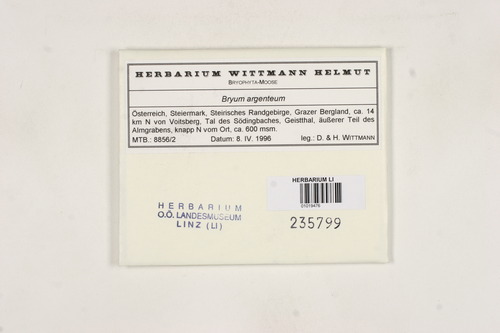 HERBARIUM WITTMANN HELMUT
BRYOPHYTA-MOOSE
Bryum argenteum
Österreich, Steiermark, Steirisches Randgebirge, Grazer Bergland, ca. 14
km N von Voitsberg, Tal des Södingbaches, Geistthal, äußerer Teil des
Almgrabens, knapp N vom Ort, ca. 600 msm.
MTB.: 8856/2 Datum: 8. IV. 1996 leg.: D. & H. WITTMANN
HERBARIUM LI
01019476
HERBARIUM
O.Ö. LANDESMUSEUM
LINZ (LI)
235799